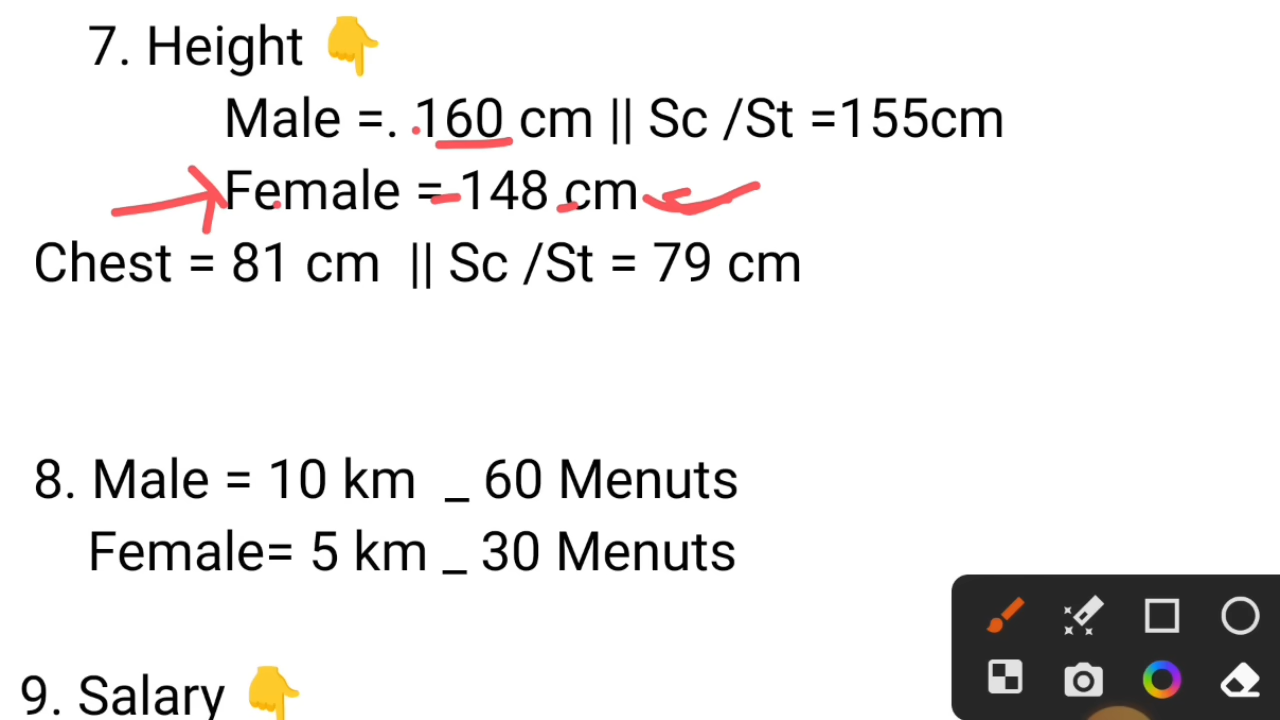 7. Height 👇
Male =. 160 cm || Sc /St =155cm
Female = 148 cm
Chest = 81 cm || Sc /St = 79 cm
8. Male = 10 km _ 60 Menuts
Female= 5 km _ 30 Menuts
9. Salary 👇